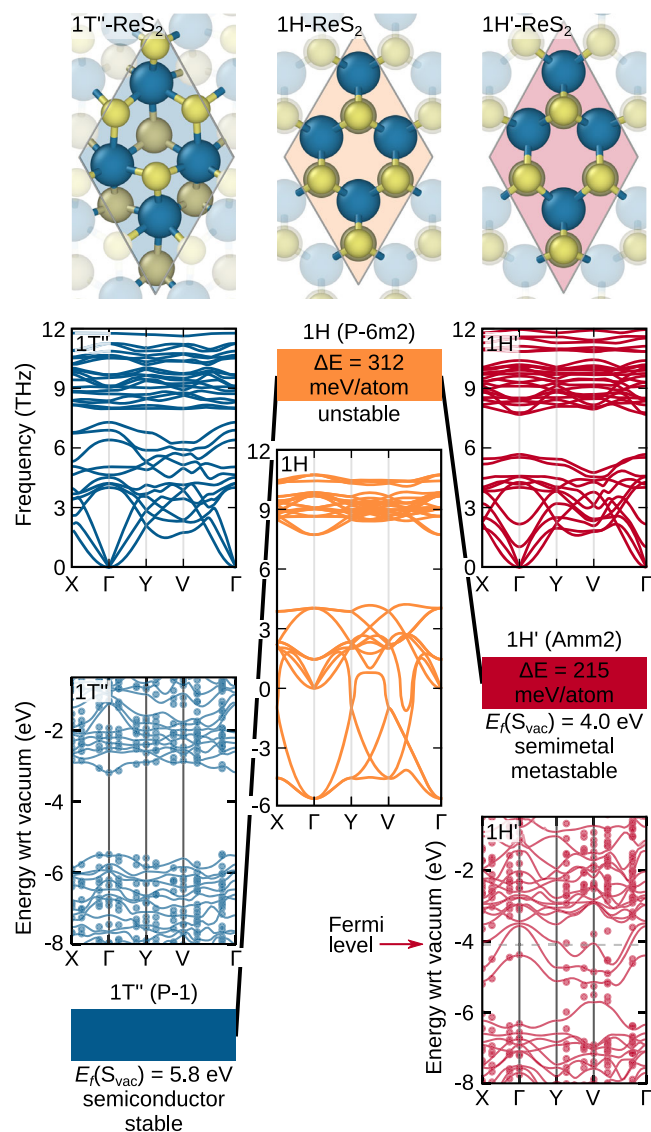 1T''-ReS2
1H-ReS2
1H'-ReS2
12
9
6
3
0
Frequency (THz)
1T''
X Γ Y V Γ
1H (P-6m2)
ΔE = 312
meV/atom
unstable
12
9
6
3
0
-3
-6
1H
X Γ Y V Γ
12
9
6
3
0
1H'
X Γ Y V Γ
1H' (Amm2)
ΔE = 215
meV/atom
Ef(Svac) = 4.0 eV
semimetal
metastable
-2
-4
-6
-8
Energy wrt vacuum (eV)
1T''
X Γ Y V Γ
1T'' (P-1)
Ef(Svac) = 5.8 eV
semiconductor
stable
Fermi
level
-2
-4
-6
-8
Energy wrt vacuum (eV)
1H'
X Γ Y V Γ